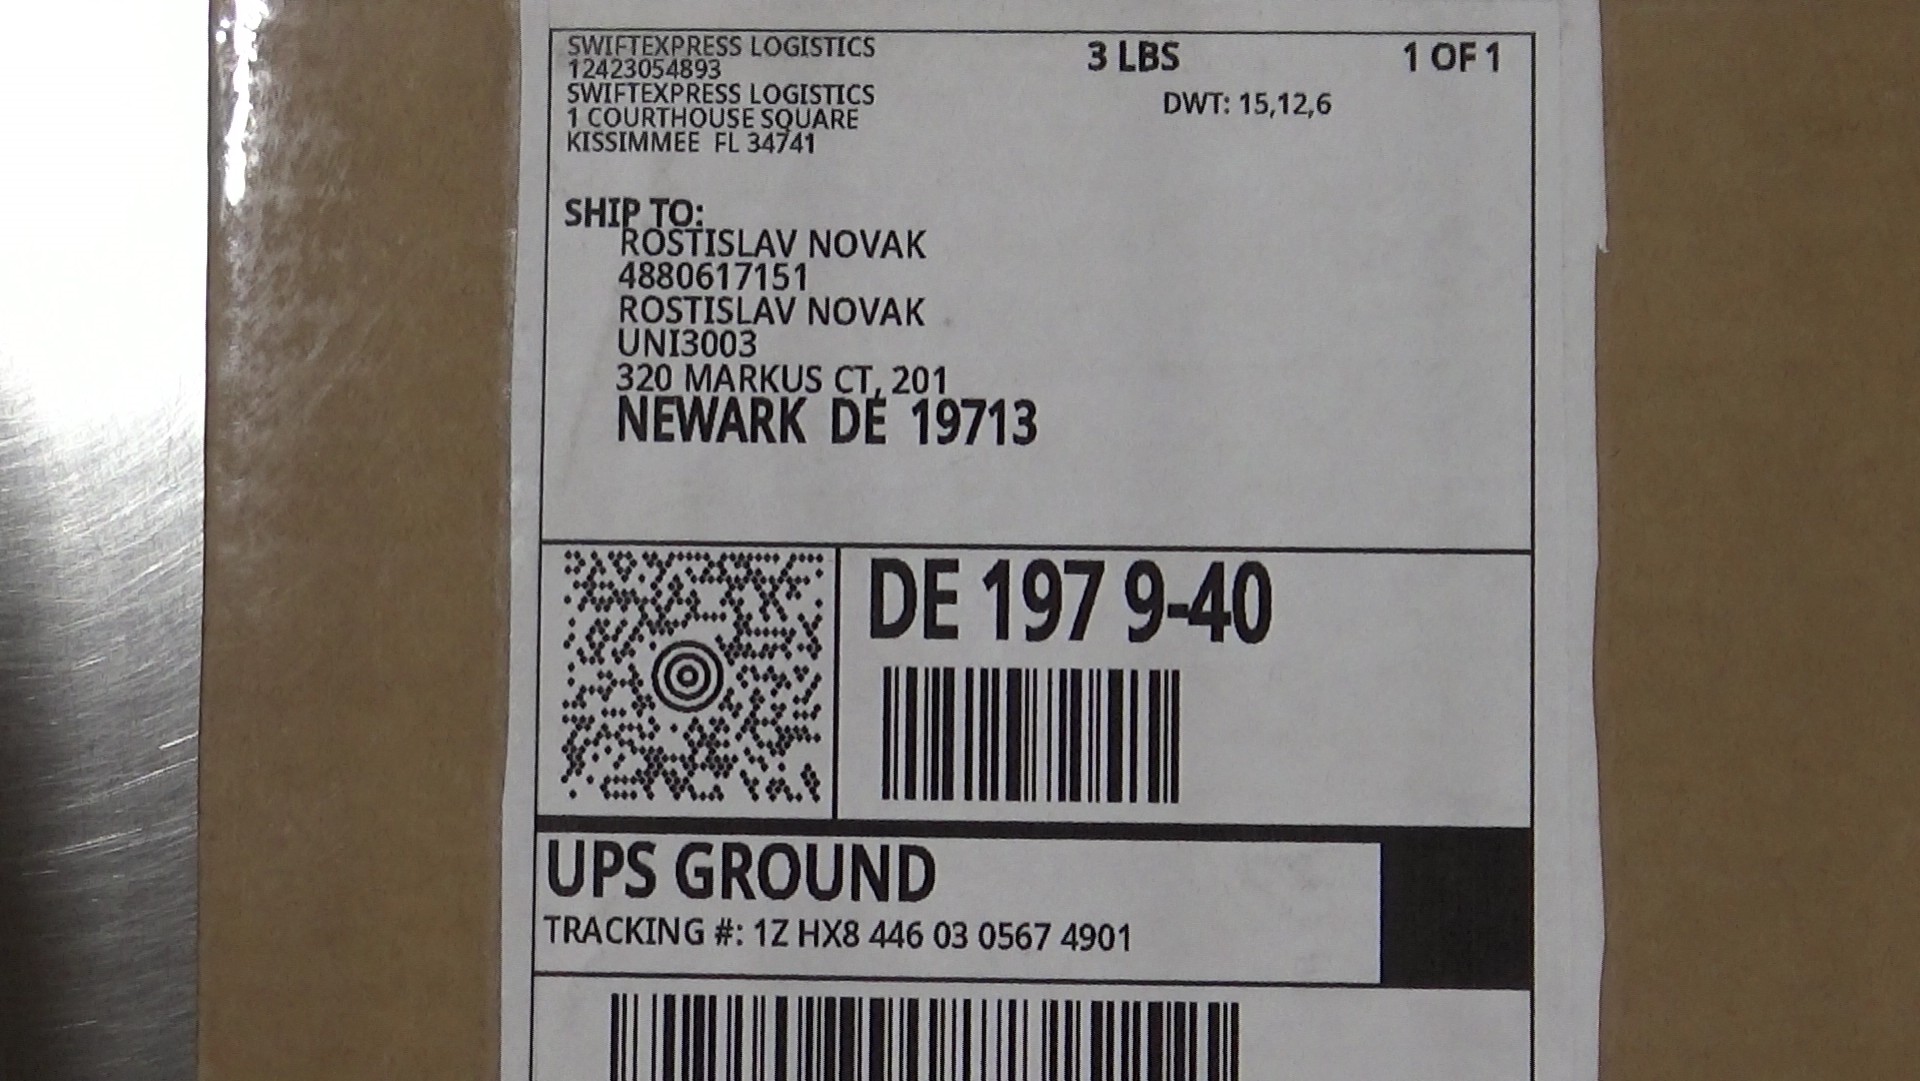 SWIFTEXPRESS LOGISTICS
12423054893
SWIFTEXPRESS LOGISTICS
1 COURTHOUSE SQUARE
KISSIMMEE FL 34741
3 LBS
1 OF 1
DWT: 15,12,6
SHIP TO:
ROSTISLAV NOVAK
4880617151
ROSTISLAV NOVAK
UNI3003
320 MARKUS CT, 201
NEWARK DE 19713
DE 197 9-40
UPS GROUND
TRACKING #: 1Z HX8 446 03 0567 4901